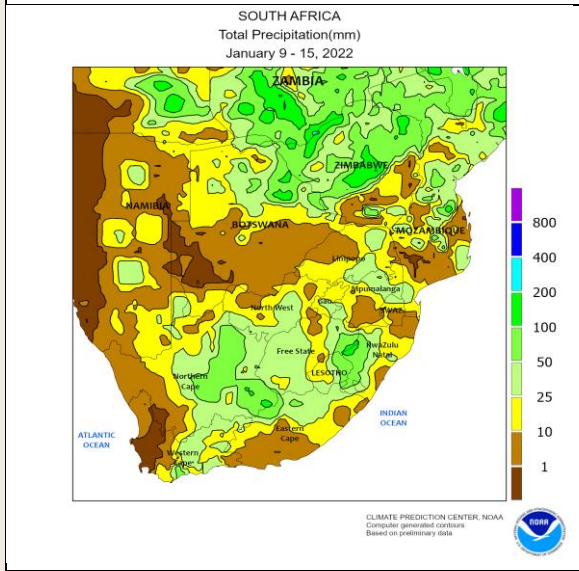 SOUTH AFRICA
Total Precipitation(mm)
January 9 - 15, 2022
ZAMBIA
ZIMBABWE
NAMIBIA
BOTSWANA
MOZAMBIQUE
Limpopo
Mpumalanga
North West
Gau
SWAZ
Free State
KwaZulu
Natal
Northern
Cape
LESOTHO
INDIAN
OCEAN
ATLANTIC
OCEAN
Eastern
Cape
Western
Cape
800
400
200
100
50
25
10
1
CLIMATE PREDICTION CENTER, NOAA
Computer generated contours
Based on preliminary data
NOAA